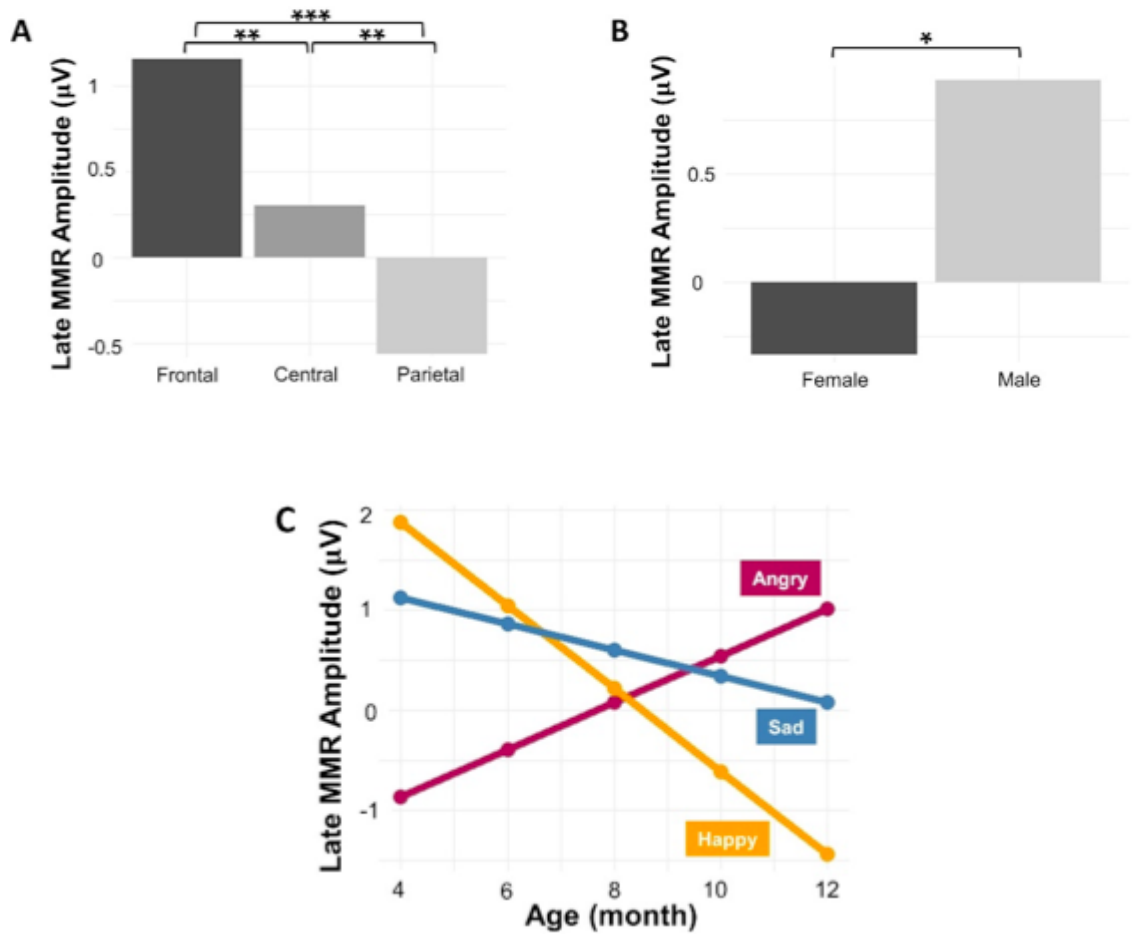 A
***
**
**
Late MMR Amplitude (μV)
1
0.5
0
-0.5
Frontal
Central
Parietal
B
*
Late MMR Amplitude (μV)
0.5
0
Female
Male
C
Late MMR Amplitude (μV)
2
1
0
-1
Angry
Sad
Happy
4
6
8
10
12
Age (month)